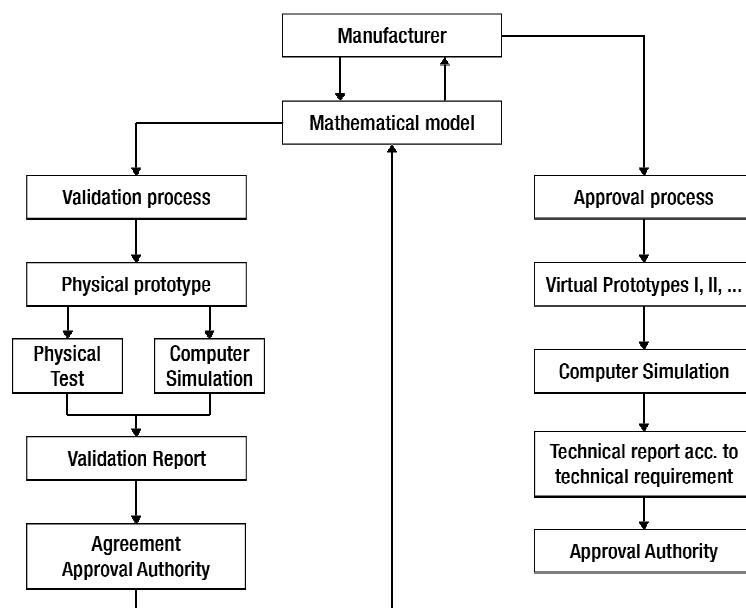 Manufacturer
Mathematical model
Validation process
Approval process
Physical prototype
Virtual Prototypes I, II, ...
Physical
Test
Computer
Simulation
Computer Simulation
Validation Report
Technical report acc. to
technical requirement
Agreement
Approval Authority
Approval Authority